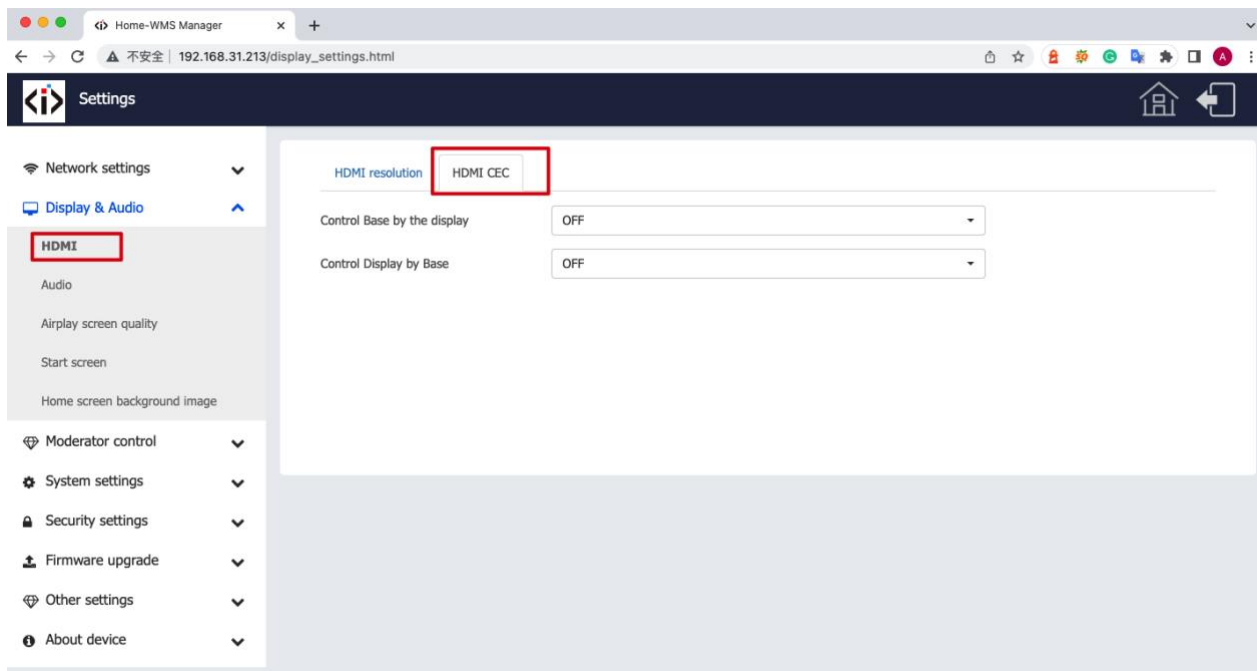 Home-WMS Manager
不安全 | 192.168.31.213/display_settings.html
A
<i> Settings
Network settings
Display & Audio
HDMI
Audio
Airplay screen quality
Start screen
Home screen background image
Moderator control
System settings
Security settings
Firmware upgrade
Other settings
About device
HDMI resolution
HDMI CEC
Control Base by the display
OFF
Control Display by Base
OFF